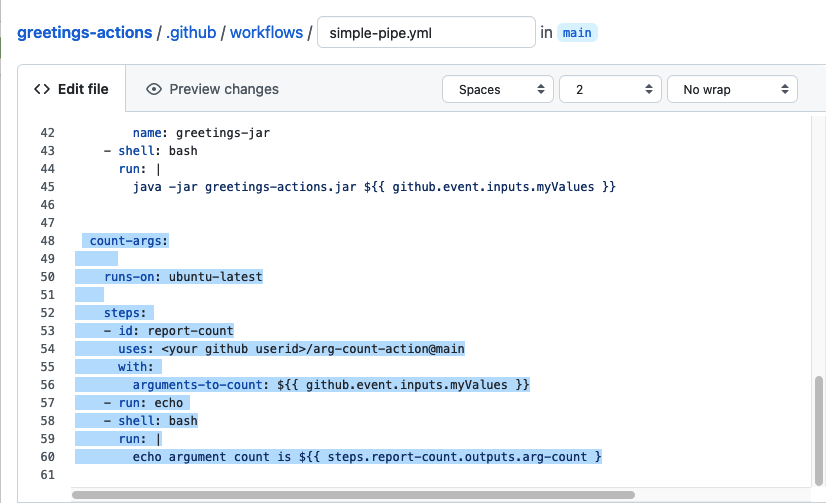 greetings-actions / .github / workflows / simple-pipe.yml in main
<> Edit file Preview changes Spaces 2 No wrap
42 name: greetings-jar
43 - shell: bash
44 run: |
45 java -jar greetings-actions.jar ${{ github.event.inputs.myValues }}
46
47
48 count-args:
49
50 runs-on: ubuntu-latest
51
52 steps:
53 - id: report-count
54 uses: <your github userid>/arg-count-action@main
55 with:
56 arguments-to-count: ${{ github.event.inputs.myValues }}
57 - run: echo
58 - shell: bash
59 run: |
60 echo argument count is ${{ steps.report-count.outputs.arg-count }
61